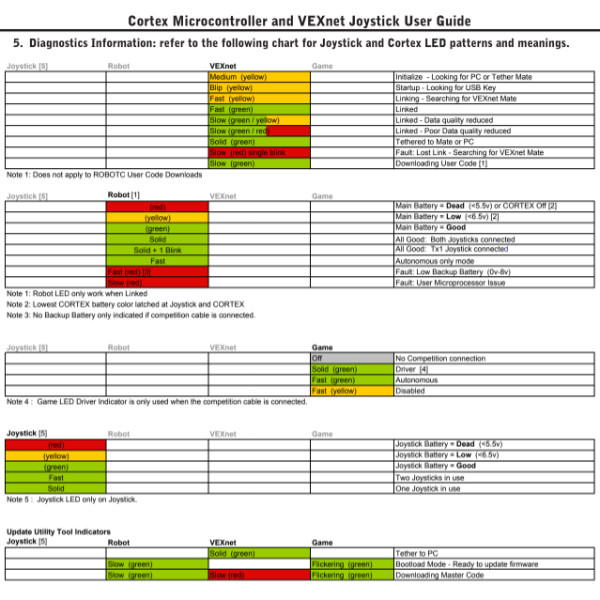 Cortex Microcontroller and VEXnet Joystick User Guide
5. Diagnostics Information: refer to the following chart for Joystick and Cortex LED patterns and meanings.
Joystick [5] Robot VEXnet Game
Medium (yellow) Initialize - Looking for PC or Tether Mate
Blip (yellow) Startup - Looking for USB Key
Fast (yellow) Linking - Searching for VEXnet Mate
Fast (green) Linked
Slow (green / yellow) Linked - Data quality reduced
Slow (green / red) Linked - Poor Data quality reduced
Solid (green) Tethered to Mate or PC
Slow (red) single blink Fault: Lost Link - Searching for VEXnet Mate
Slow (green) Downloading User Code [1]
Note 1: Does not apply to ROBOTC User Code Downloads
Joystick [5] Robot [1] VEXnet Game
(red) Main Battery = Dead (<5.5v) or CORTEX Off [2]
(yellow) Main Battery = Low (<6.5v) [2]
(green) Main Battery = Good
Solid All Good: Both Joysticks connected
Solid + 1 Blink All Good: Tx1 Joystick connected
Fast Autonomous only mode
Fast (red) [3] Fault: Low Backup Battery (0v-8v)
Slow (red) Fault: User Microprocessor Issue
Note 1: Robot LED only work when Linked
Note 2: Lowest CORTEX battery color latched at Joystick and CORTEX
Note 3: No Backup Battery only indicated if competition cable is connected.
Joystick [5] Robot VEXnet Game
Off No Competition connection
Solid (green) Driver [4]
Fast (green) Autonomous
Fast (yellow) Disabled
Note 4 : Game LED Driver Indicator is only used when the competition cable is connected.
Joystick [5] Robot VEXnet Game
(red) Joystick Battery = Dead (<5.5v)
(yellow) Joystick Battery = Low (<6.5v)
(green) Joystick Battery = Good
Fast Two Joysticks in use
Solid One Joystick in use
Note 5 : Joystick LED only on Joystick.
Update Utility Tool Indicators
Joystick [5] Robot VEXnet Game
Solid (green) Tether to PC
Slow (green) Flickering (green) Bootload Mode - Ready to update firmware
Slow (green) Slow (red) Flickering (green) Downloading Master Code